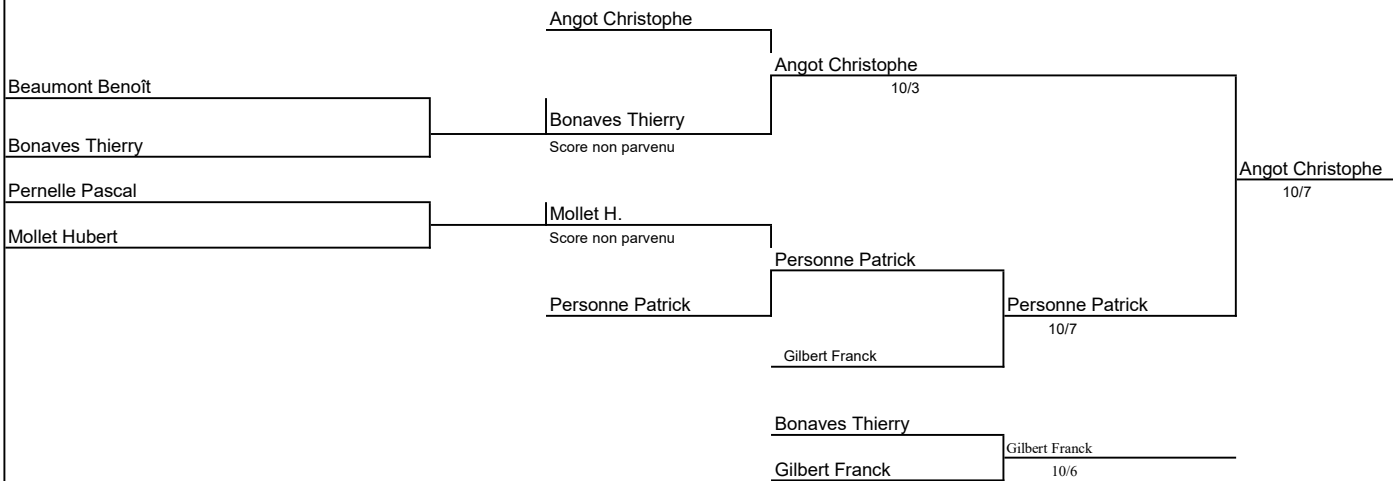 Angot Christophe
Angot Christophe
10/3
Beaumont Benoît
Bonaves Thierry
Score non parvenu
Bonaves Thierry
Angot Christophe
10/7
Pernelle Pascal
Mollet H.
Score non parvenu
Mollet Hubert
Personne Patrick
Personne Patrick
Personne Patrick
10/7
Gilbert Franck
Bonaves Thierry
Gilbert Franck
10/6
Gilbert Franck